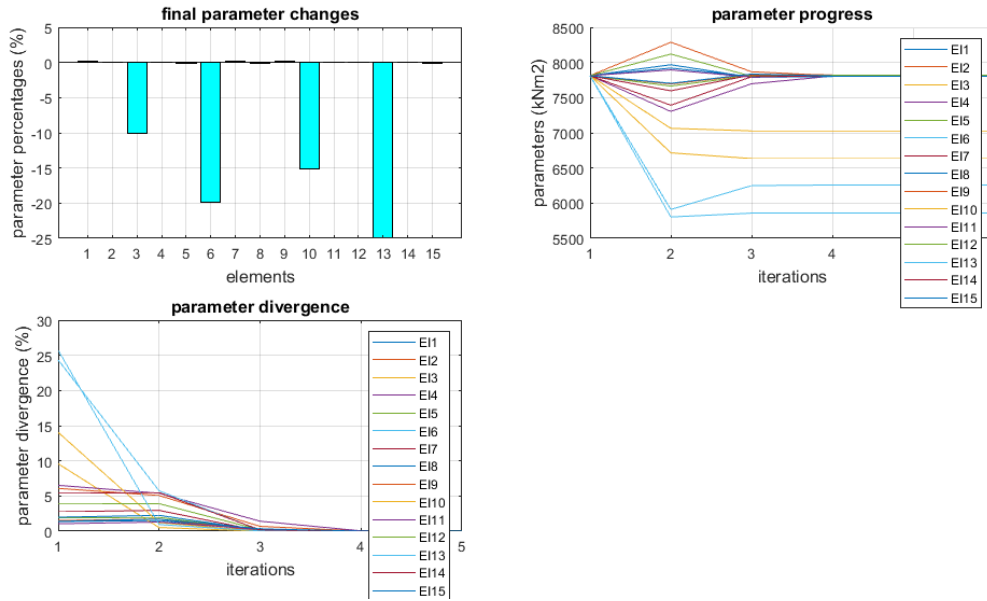 final parameter changes
parameter percentages (%)
5
0
-5
-10
-15
-20
-25
1 2 3 4 5 6 7 8 9 10 11 12 13 14 15
elements
parameter progress
parameters (kNm2)
8500
8000
7500
7000
6500
6000
5500
1 2 3 4
iterations
EI1
EI2
EI3
EI4
EI5
EI6
EI7
EI8
EI9
EI10
EI11
EI12
EI13
EI14
EI15
parameter divergence
parameter divergence (%)
30
25
20
15
10
5
0
1 2 3 4 5
iterations
EI1
EI2
EI3
EI4
EI5
EI6
EI7
EI8
EI9
EI10
EI11
EI12
EI13
EI14
EI15